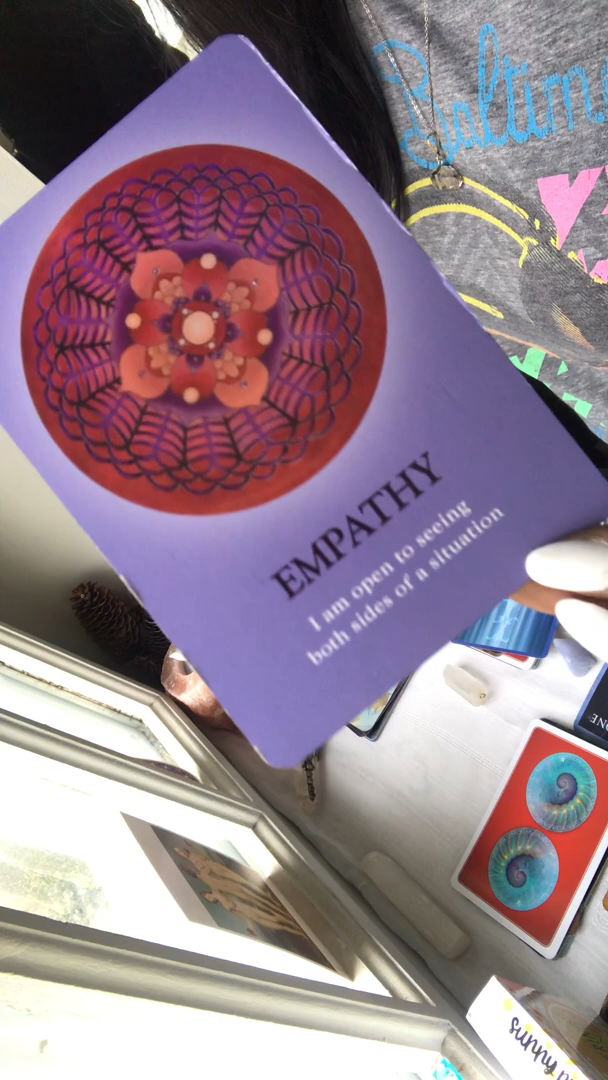 EMPATHY
I am open to seeing
both sides of a situation
Baltim
sunny